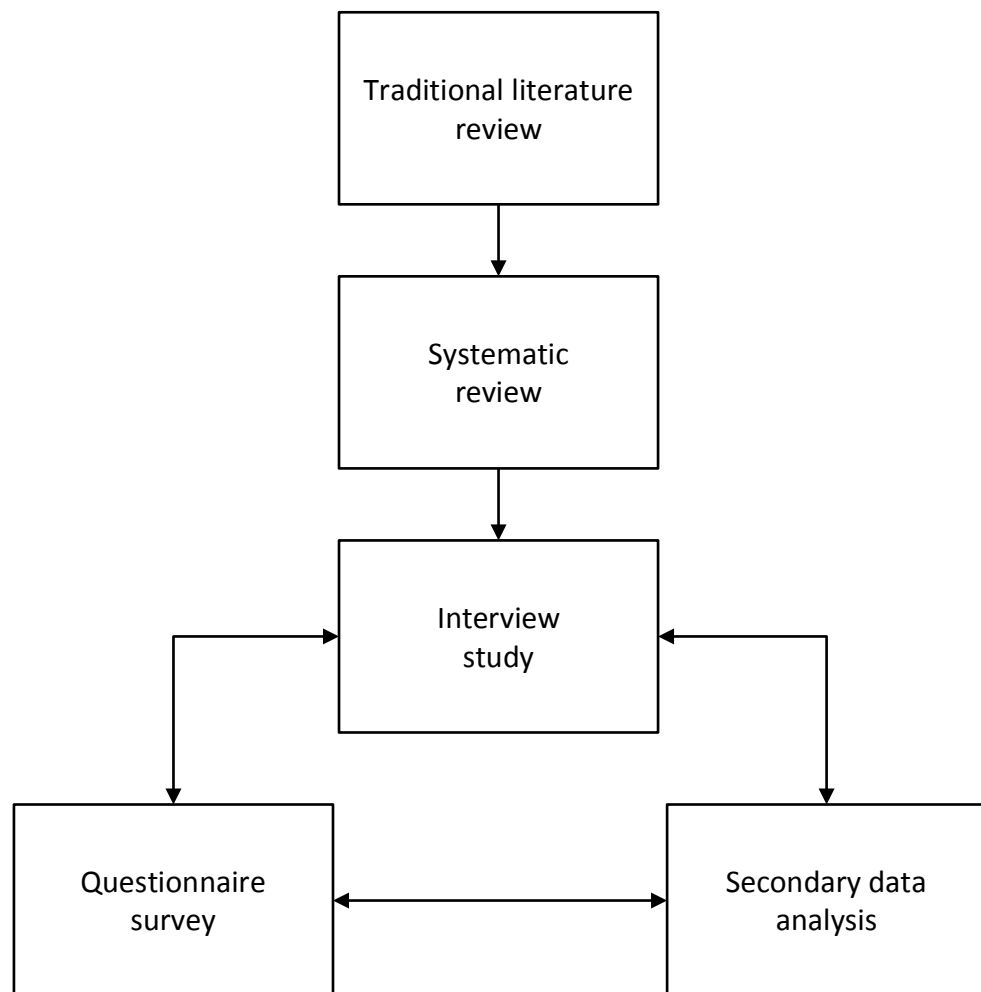 Traditional literature
review
Systematic
review
Interview
study
Questionnaire
survey
Secondary data
analysis